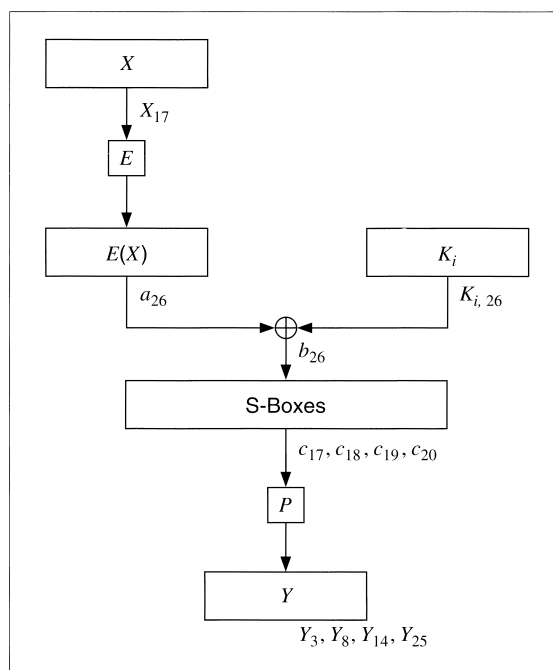 X
X₁₇
E
E(X)
Kᵢ
a₂₆
Kᵢ, ₂₆
b₂₆
S-Boxes
c₁₇, c₁₈, c₁₉, c₂₀
P
Y
Y₃, Y₈, Y₁₄, Y₂₅